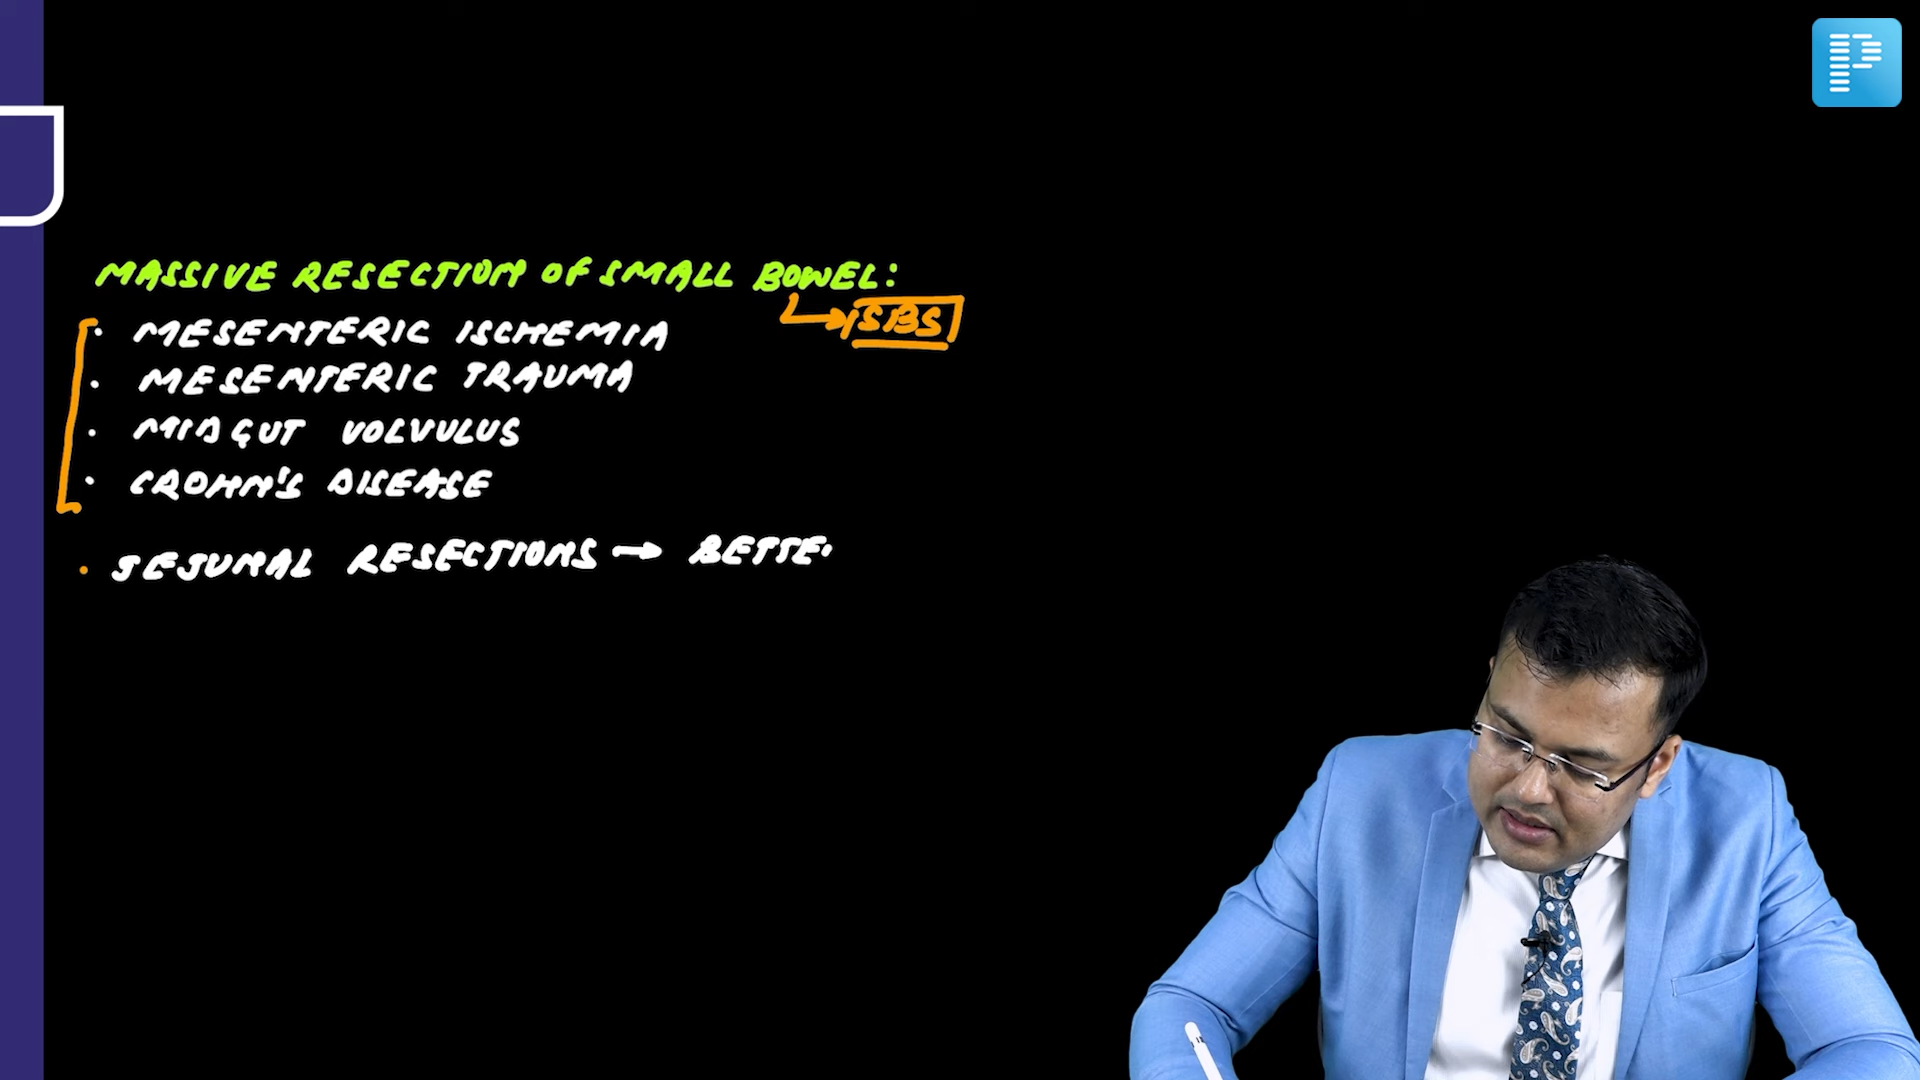 MASSIVE RESECTION OF SMALL BOWEL:
SBS
• MESENTERIC ISCHEMIA
• MESENTERIC TRAUMA
• MIDGUT VOLVULUS
• CROHN'S DISEASE
• JEJUNAL RESECTIONS → BETTE